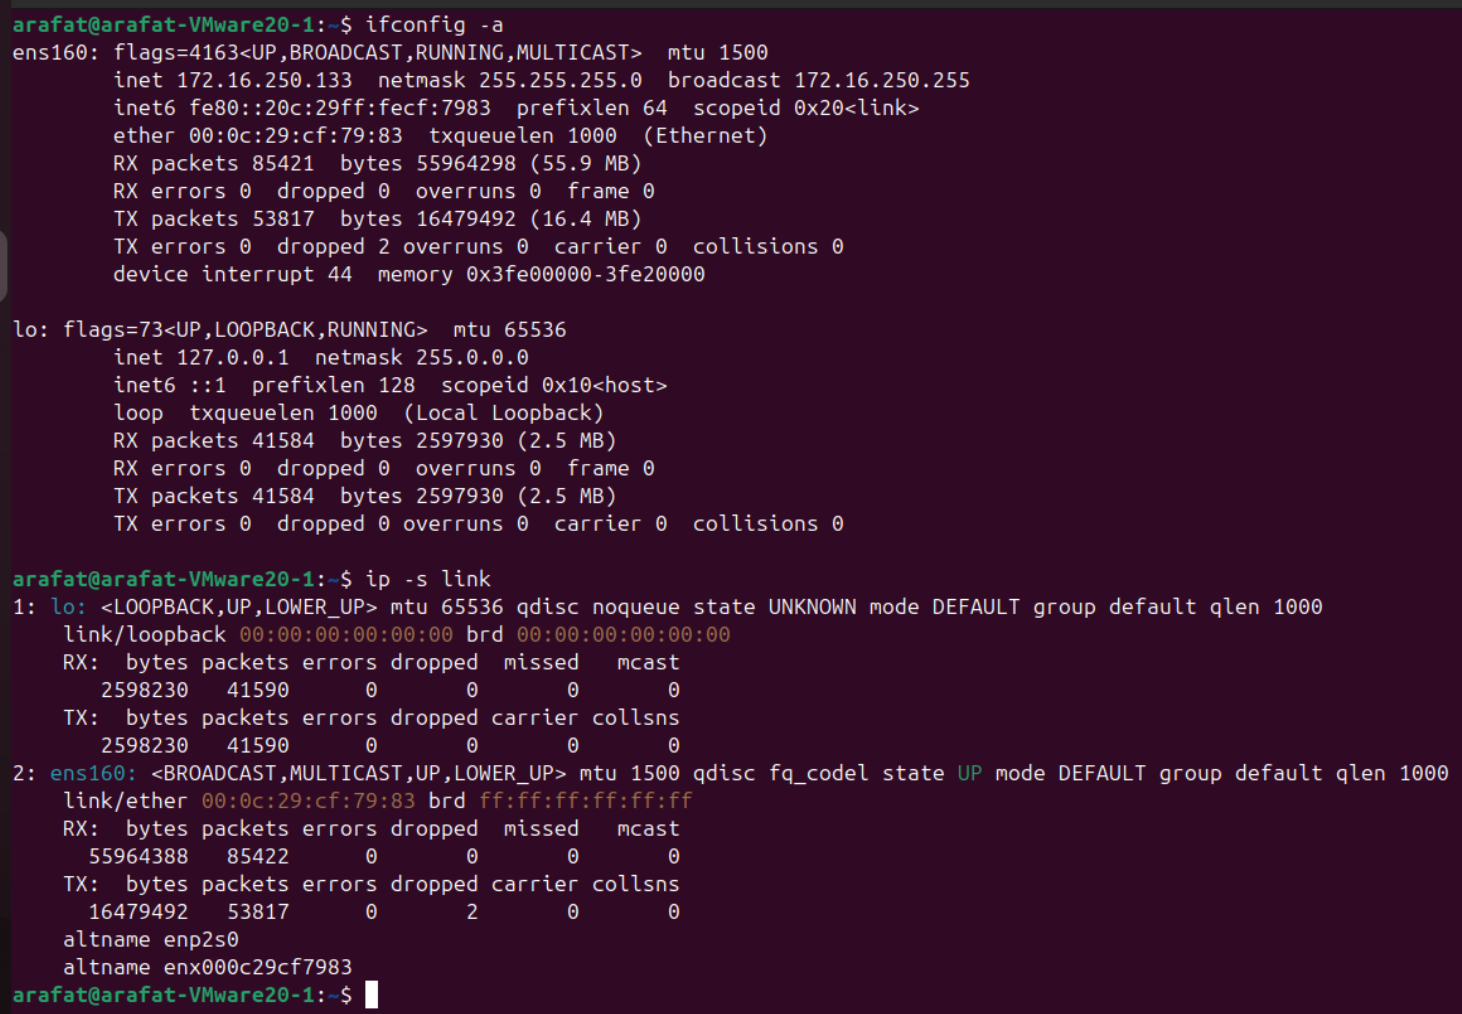 arafat@arafat-VMware20-1:~$ ifconfig -a
ens160: flags=4163<UP,BROADCAST,RUNNING,MULTICAST>  mtu 1500
        inet 172.16.250.133  netmask 255.255.255.0  broadcast 172.16.250.255
        inet6 fe80::20c:29ff:fecf:7983  prefixlen 64  scopeid 0x20<link>
        ether 00:0c:29:cf:79:83  txqueuelen 1000  (Ethernet)
        RX packets 85421  bytes 55964298 (55.9 MB)
        RX errors 0  dropped 0  overruns 0  frame 0
        TX packets 53817  bytes 16479492 (16.4 MB)
        TX errors 0  dropped 2 overruns 0  carrier 0  collisions 0
        device interrupt 44  memory 0x3fe00000-3fe20000

lo: flags=73<UP,LOOPBACK,RUNNING>  mtu 65536
        inet 127.0.0.1  netmask 255.0.0.0
        inet6 ::1  prefixlen 128  scopeid 0x10<host>
        loop  txqueuelen 1000  (Local Loopback)
        RX packets 41584  bytes 2597930 (2.5 MB)
        RX errors 0  dropped 0  overruns 0  frame 0
        TX packets 41584  bytes 2597930 (2.5 MB)
        TX errors 0  dropped 0 overruns 0  carrier 0  collisions 0

arafat@arafat-VMware20-1:~$ ip -s link
1: lo: <LOOPBACK,UP,LOWER_UP> mtu 65536 qdisc noqueue state UNKNOWN mode DEFAULT group default qlen 1000
    link/loopback 00:00:00:00:00:00 brd 00:00:00:00:00:00
    RX:  bytes packets errors dropped  missed   mcast
       2598230   41590      0       0       0       0
    TX:  bytes packets errors dropped carrier collsns
       2598230   41590      0       0       0       0
2: ens160: <BROADCAST,MULTICAST,UP,LOWER_UP> mtu 1500 qdisc fq_codel state UP mode DEFAULT group default qlen 1000
    link/ether 00:0c:29:cf:79:83 brd ff:ff:ff:ff:ff:ff
    RX:  bytes packets errors dropped  missed   mcast
      55964388   85422      0       0       0       0
    TX:  bytes packets errors dropped carrier collsns
      16479492   53817      0       2       0       0
    altname enp2s0
    altname enx000c29cf7983
arafat@arafat-VMware20-1:~$